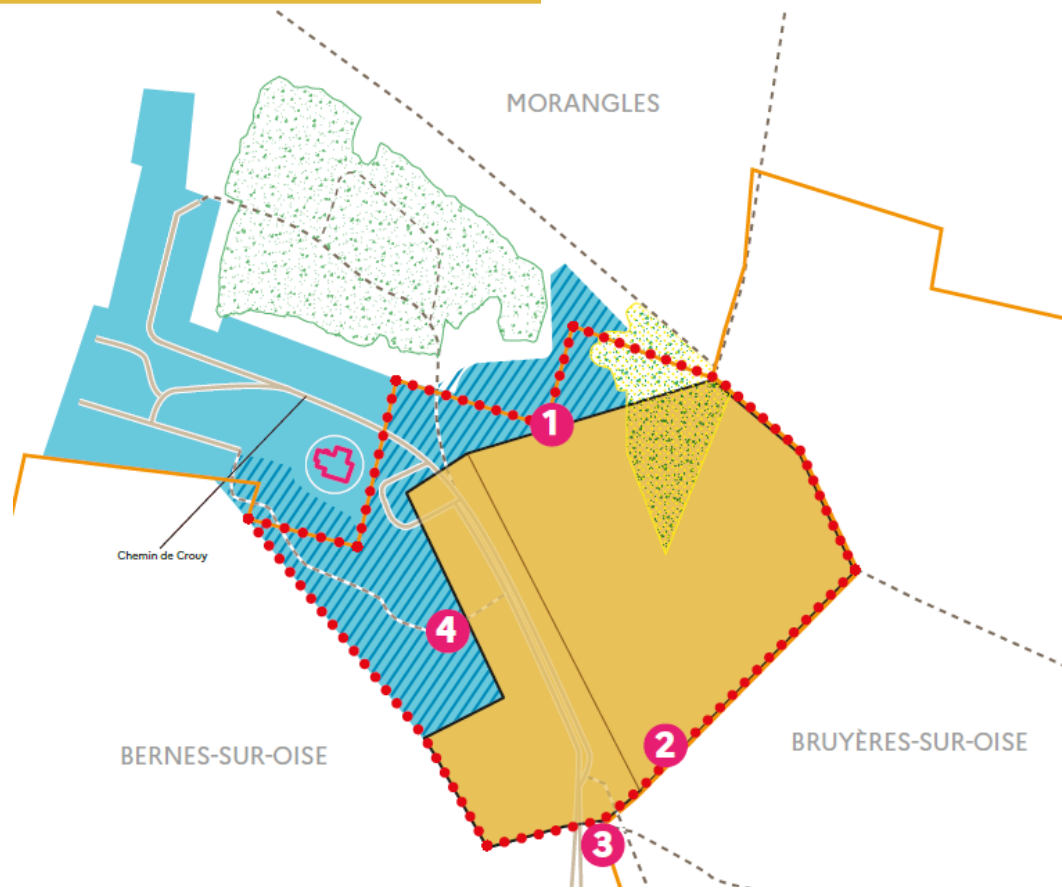 MORANGLES
1
Chemin de Crouy
4
BERNES-SUR-OISE
2
BRUYÈRES-SUR-OISE
3